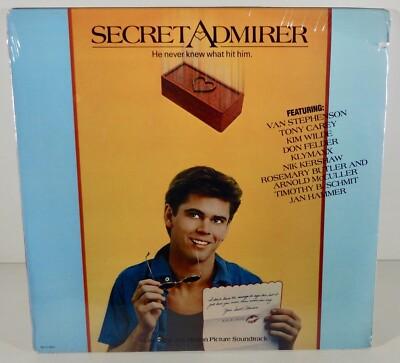 SECRET ADMIRER
He never knew what hit him.
FEATURING:
VAN STEPHENSON
TONY CAREY
KIM WILDE
DON FELDER
KLYMAXX
NIK KERSHAW
ROSEMARY BUTLER AND
ARNOLD McCULLER
TIMOTHY B. SCHMIT
JAN HAMMER
Motion Picture Soundtrack